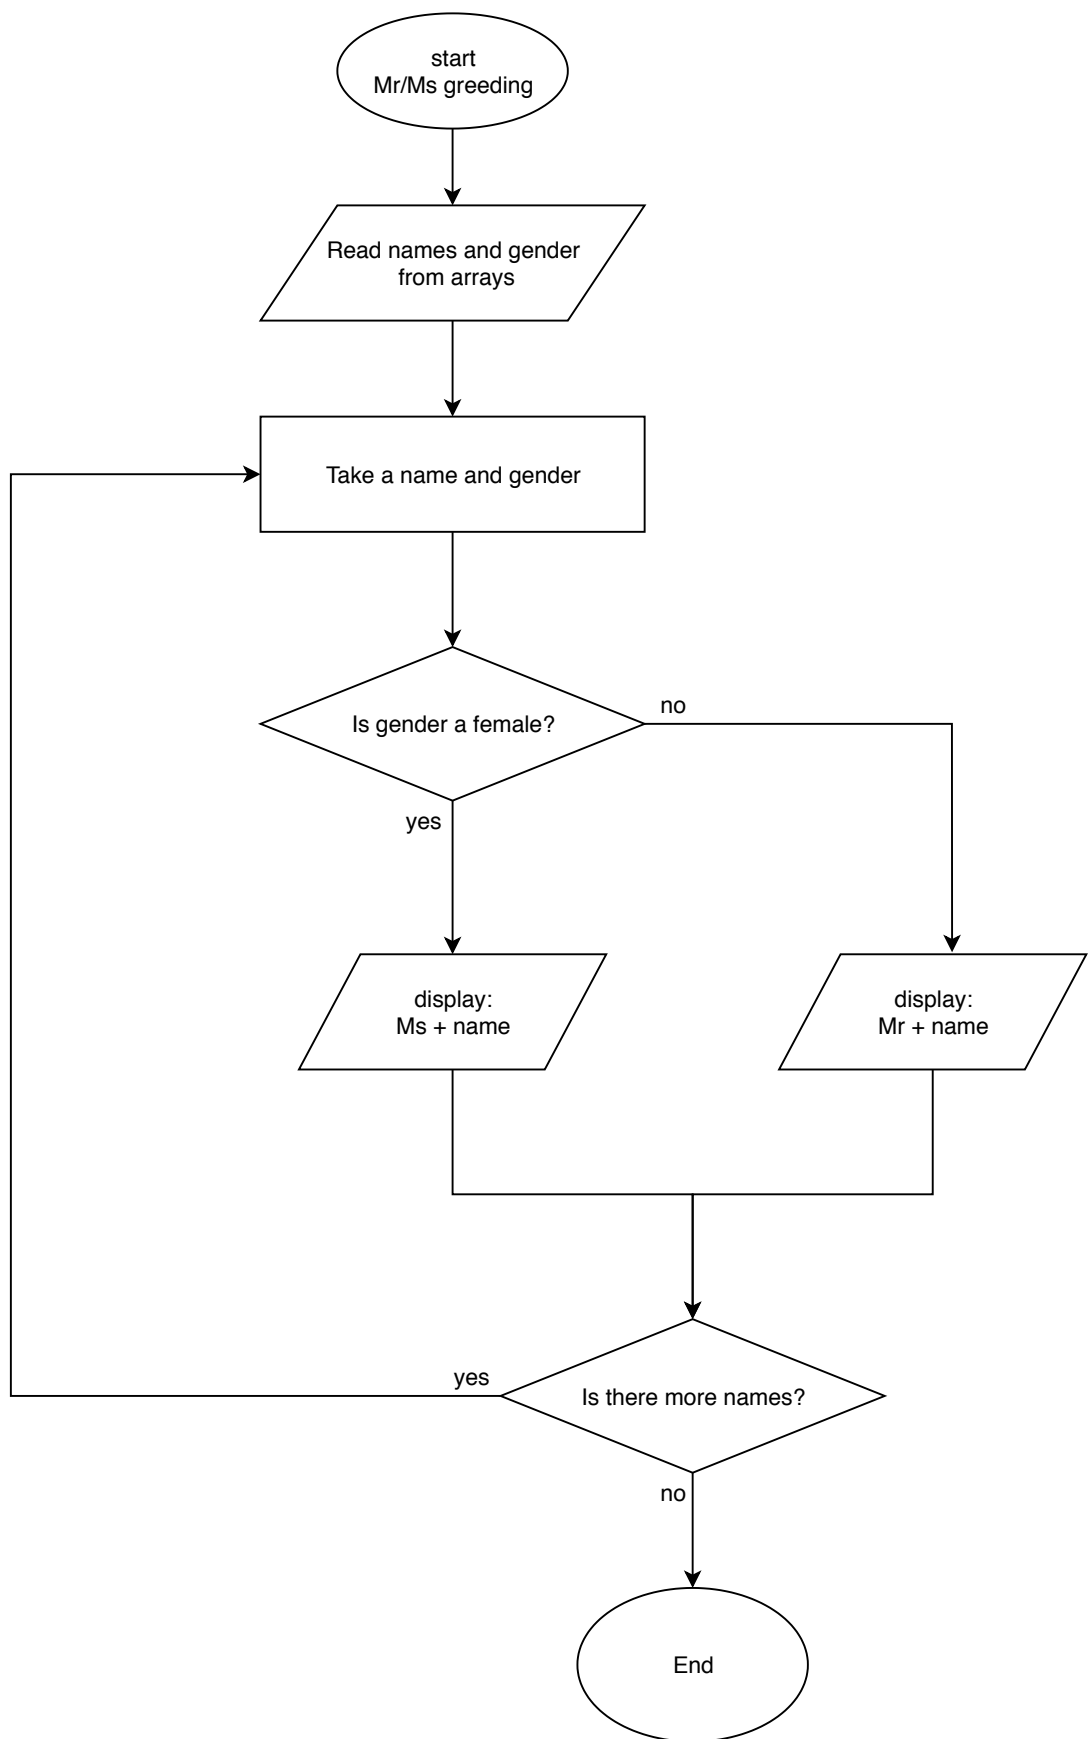 start
Mr/Ms greeding
Read names and gender
from arrays
Take a name and gender
Is gender a female?
no
yes
display:
Ms + name
display:
Mr + name
yes
Is there more names?
no
End